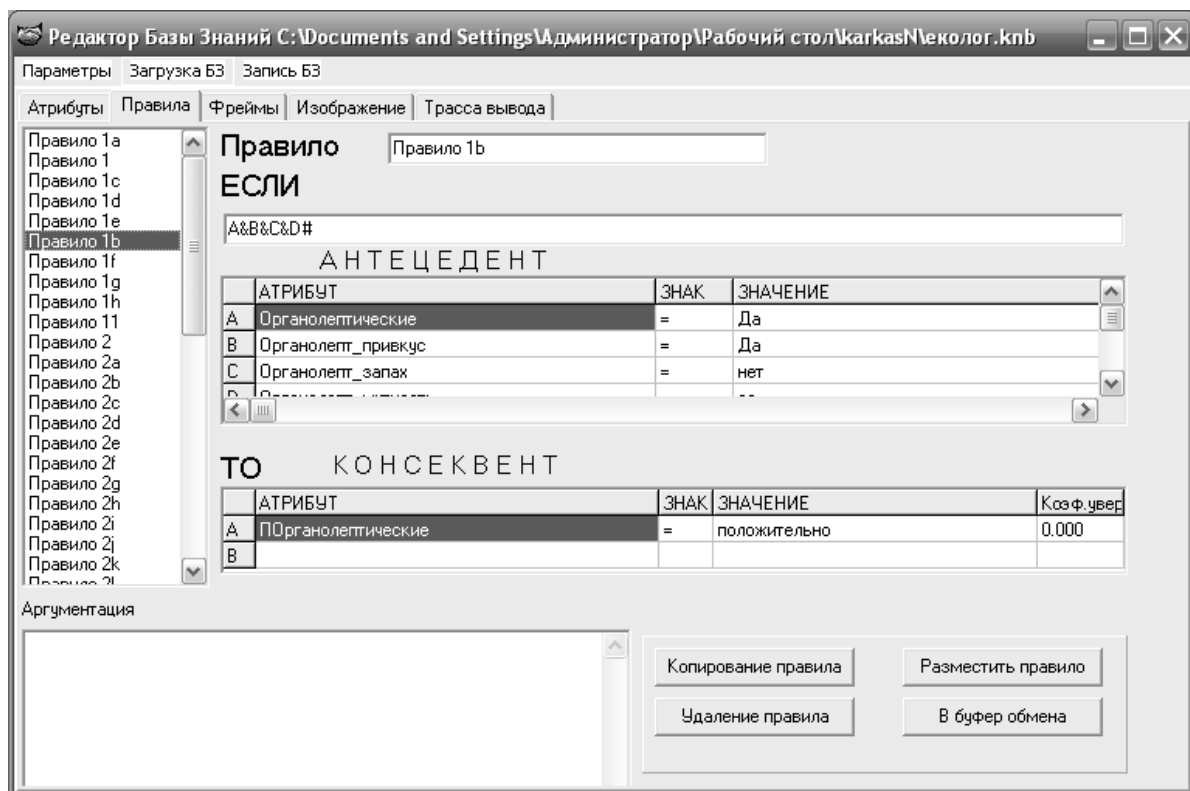 Редактор Базы Знаний C:\Documents and Settings\Администратор\Рабочий стол\karkasN\еколог.knb
Параметры Загрузка БЗ Запись БЗ
Атрибуты Правила Фреймы Изображение Трасса вывода
Правило 1a
Правило 1
Правило 1c
Правило 1d
Правило 1e
Правило 1b
Правило 1f
Правило 1g
Правило 1h
Правило 11
Правило 2
Правило 2a
Правило 2b
Правило 2c
Правило 2d
Правило 2e
Правило 2f
Правило 2g
Правило 2h
Правило 2i
Правило 2j
Правило 2k
Правило Правило 1b
ЕСЛИ
A&B&C&D#
АНТЕЦЕДЕНТ
АТРИБУТ ЗНАК ЗНАЧЕНИЕ
A Органолептические = Да
B Органолепт_привкус = Да
C Органолепт_запах = нет
ТО КОНСЕКВЕНТ
АТРИБУТ ЗНАК ЗНАЧЕНИЕ Коэф.увер
A ПОрганолептические = положительно 0.000
B
Аргументация
Копирование правила Разместить правило
Удаление правила В буфер обмена